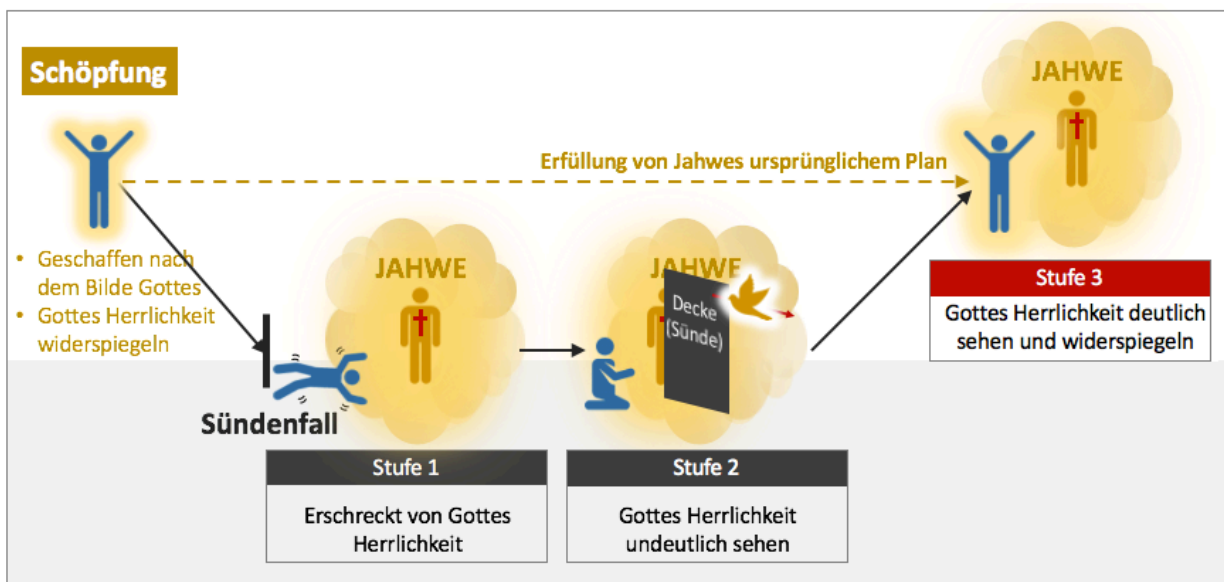 Schöpfung
JAHWE
Erfüllung von Jahwes ursprünglichem Plan
• Geschaffen nach
dem Bilde Gottes
• Gottes Herrlichkeit
widerspiegeln
Sündenfall
JAHWE
Stufe 1
Erschreckt von Gottes
Herrlichkeit
JAHWE
Decke
(Sünde)
Stufe 2
Gottes Herrlichkeit
undeutlich sehen
Stufe 3
Gottes Herrlichkeit deutlich
sehen und widerspiegeln